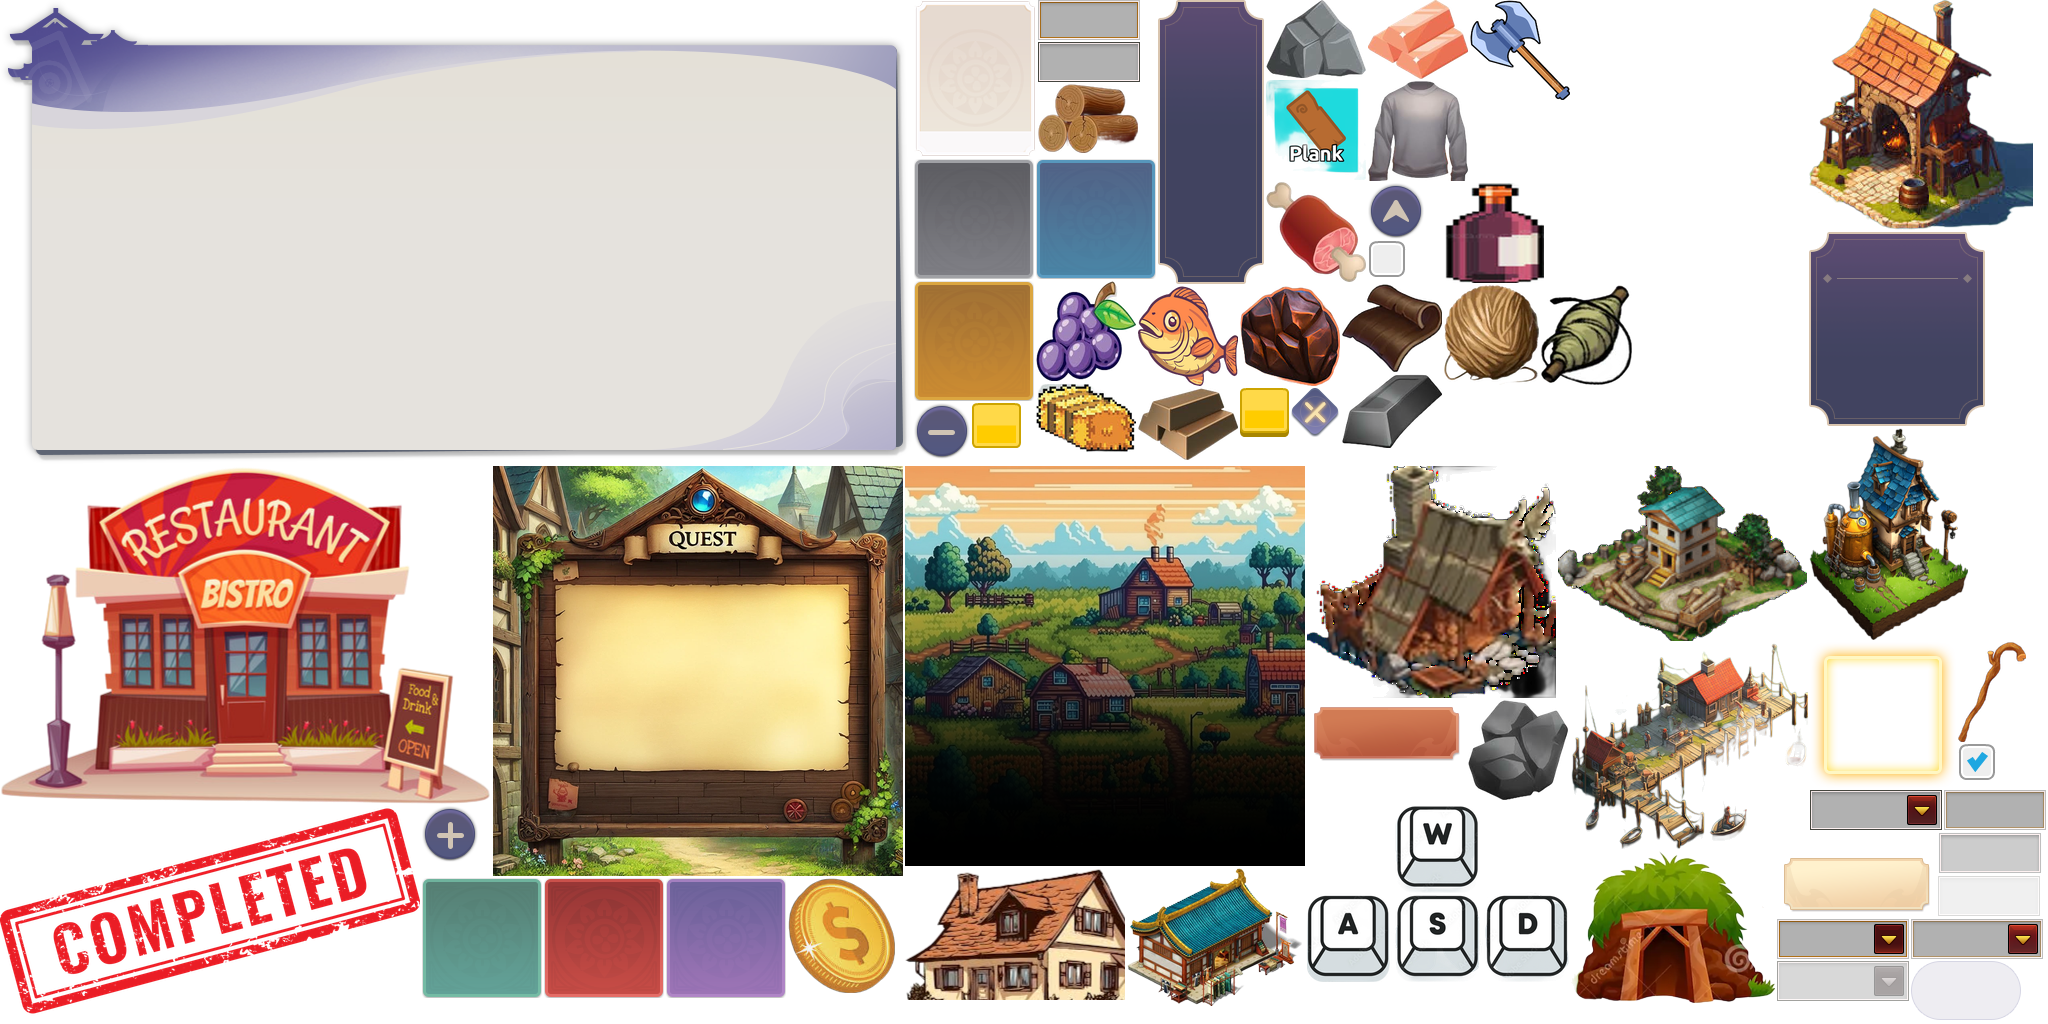 Plank
RESTAURANT
BISTRO
Food &
Drink
OPEN
QUEST
COMPLETED
W
A
S
D